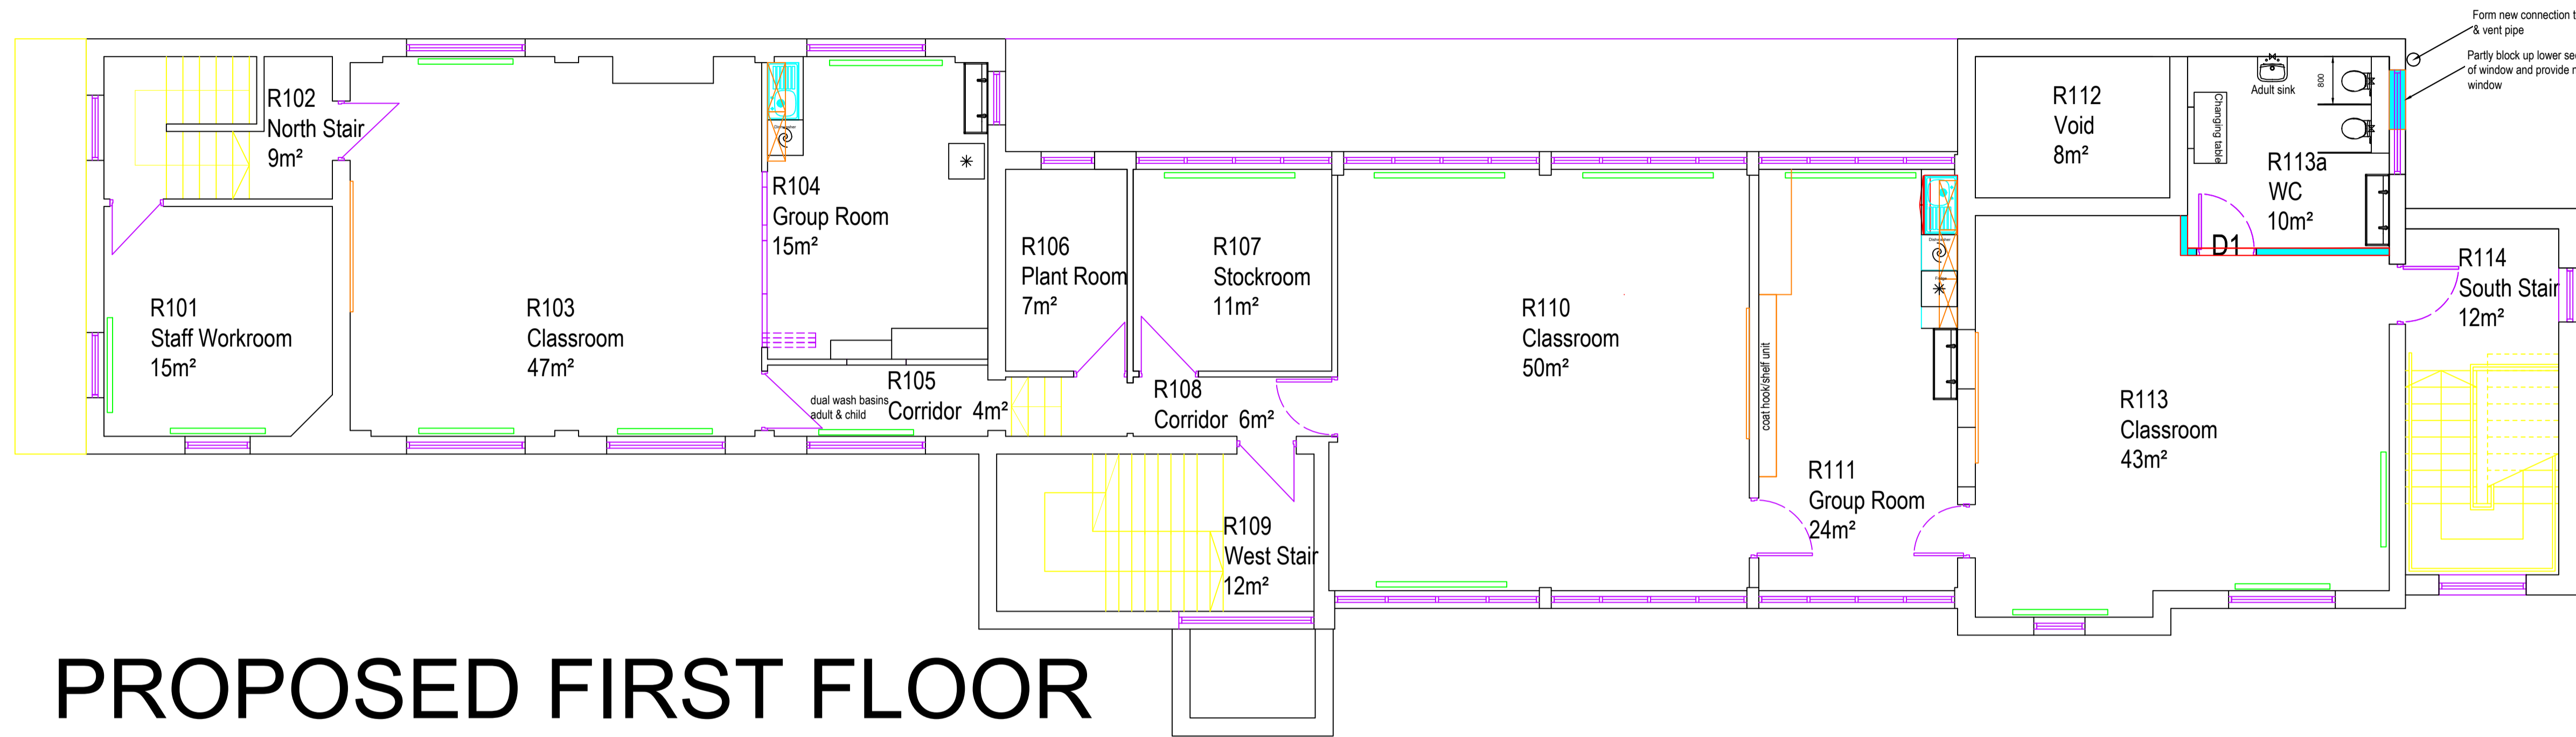 Form new connection t
& vent pipe
Partly block up lower se
of window and provide n
window
R102
North Stair
9m²
R101
Staff Workroom
15m²
R103
Classroom
47m²
Dishwasher
R104
Group Room
15m²
R105
Corridor 4m²
dual wash basins
adult & child
R106
Plant Room
7m²
R107
Stockroom
11m²
R108
Corridor 6m²
R109
West Stair
12m²
R110
Classroom
50m²
coat hook/shelf unit
Dishwasher
Fridge
R111
Group Room
24m²
R112
Void
8m²
Adult sink
800
Changing table
R113a
WC
10m²
D1
R113
Classroom
43m²
R114
South Stair
12m²
PROPOSED FIRST FLOOR